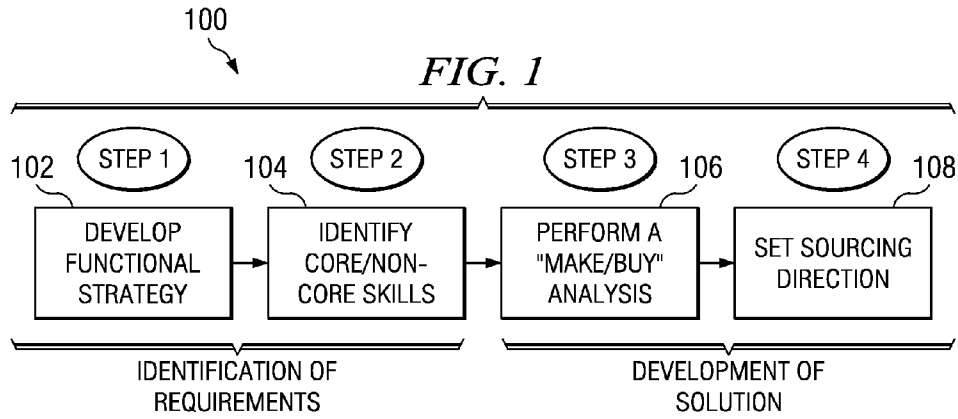 100
FIG. 1
STEP 1
STEP 2
STEP 3
STEP 4
102
104
106
108
DEVELOP
FUNCTIONAL
STRATEGY
IDENTIFY
CORE/NON-
CORE SKILLS
PERFORM A
"MAKE/BUY"
ANALYSIS
SET SOURCING
DIRECTION
IDENTIFICATION OF
REQUIREMENTS
DEVELOPMENT OF
SOLUTION